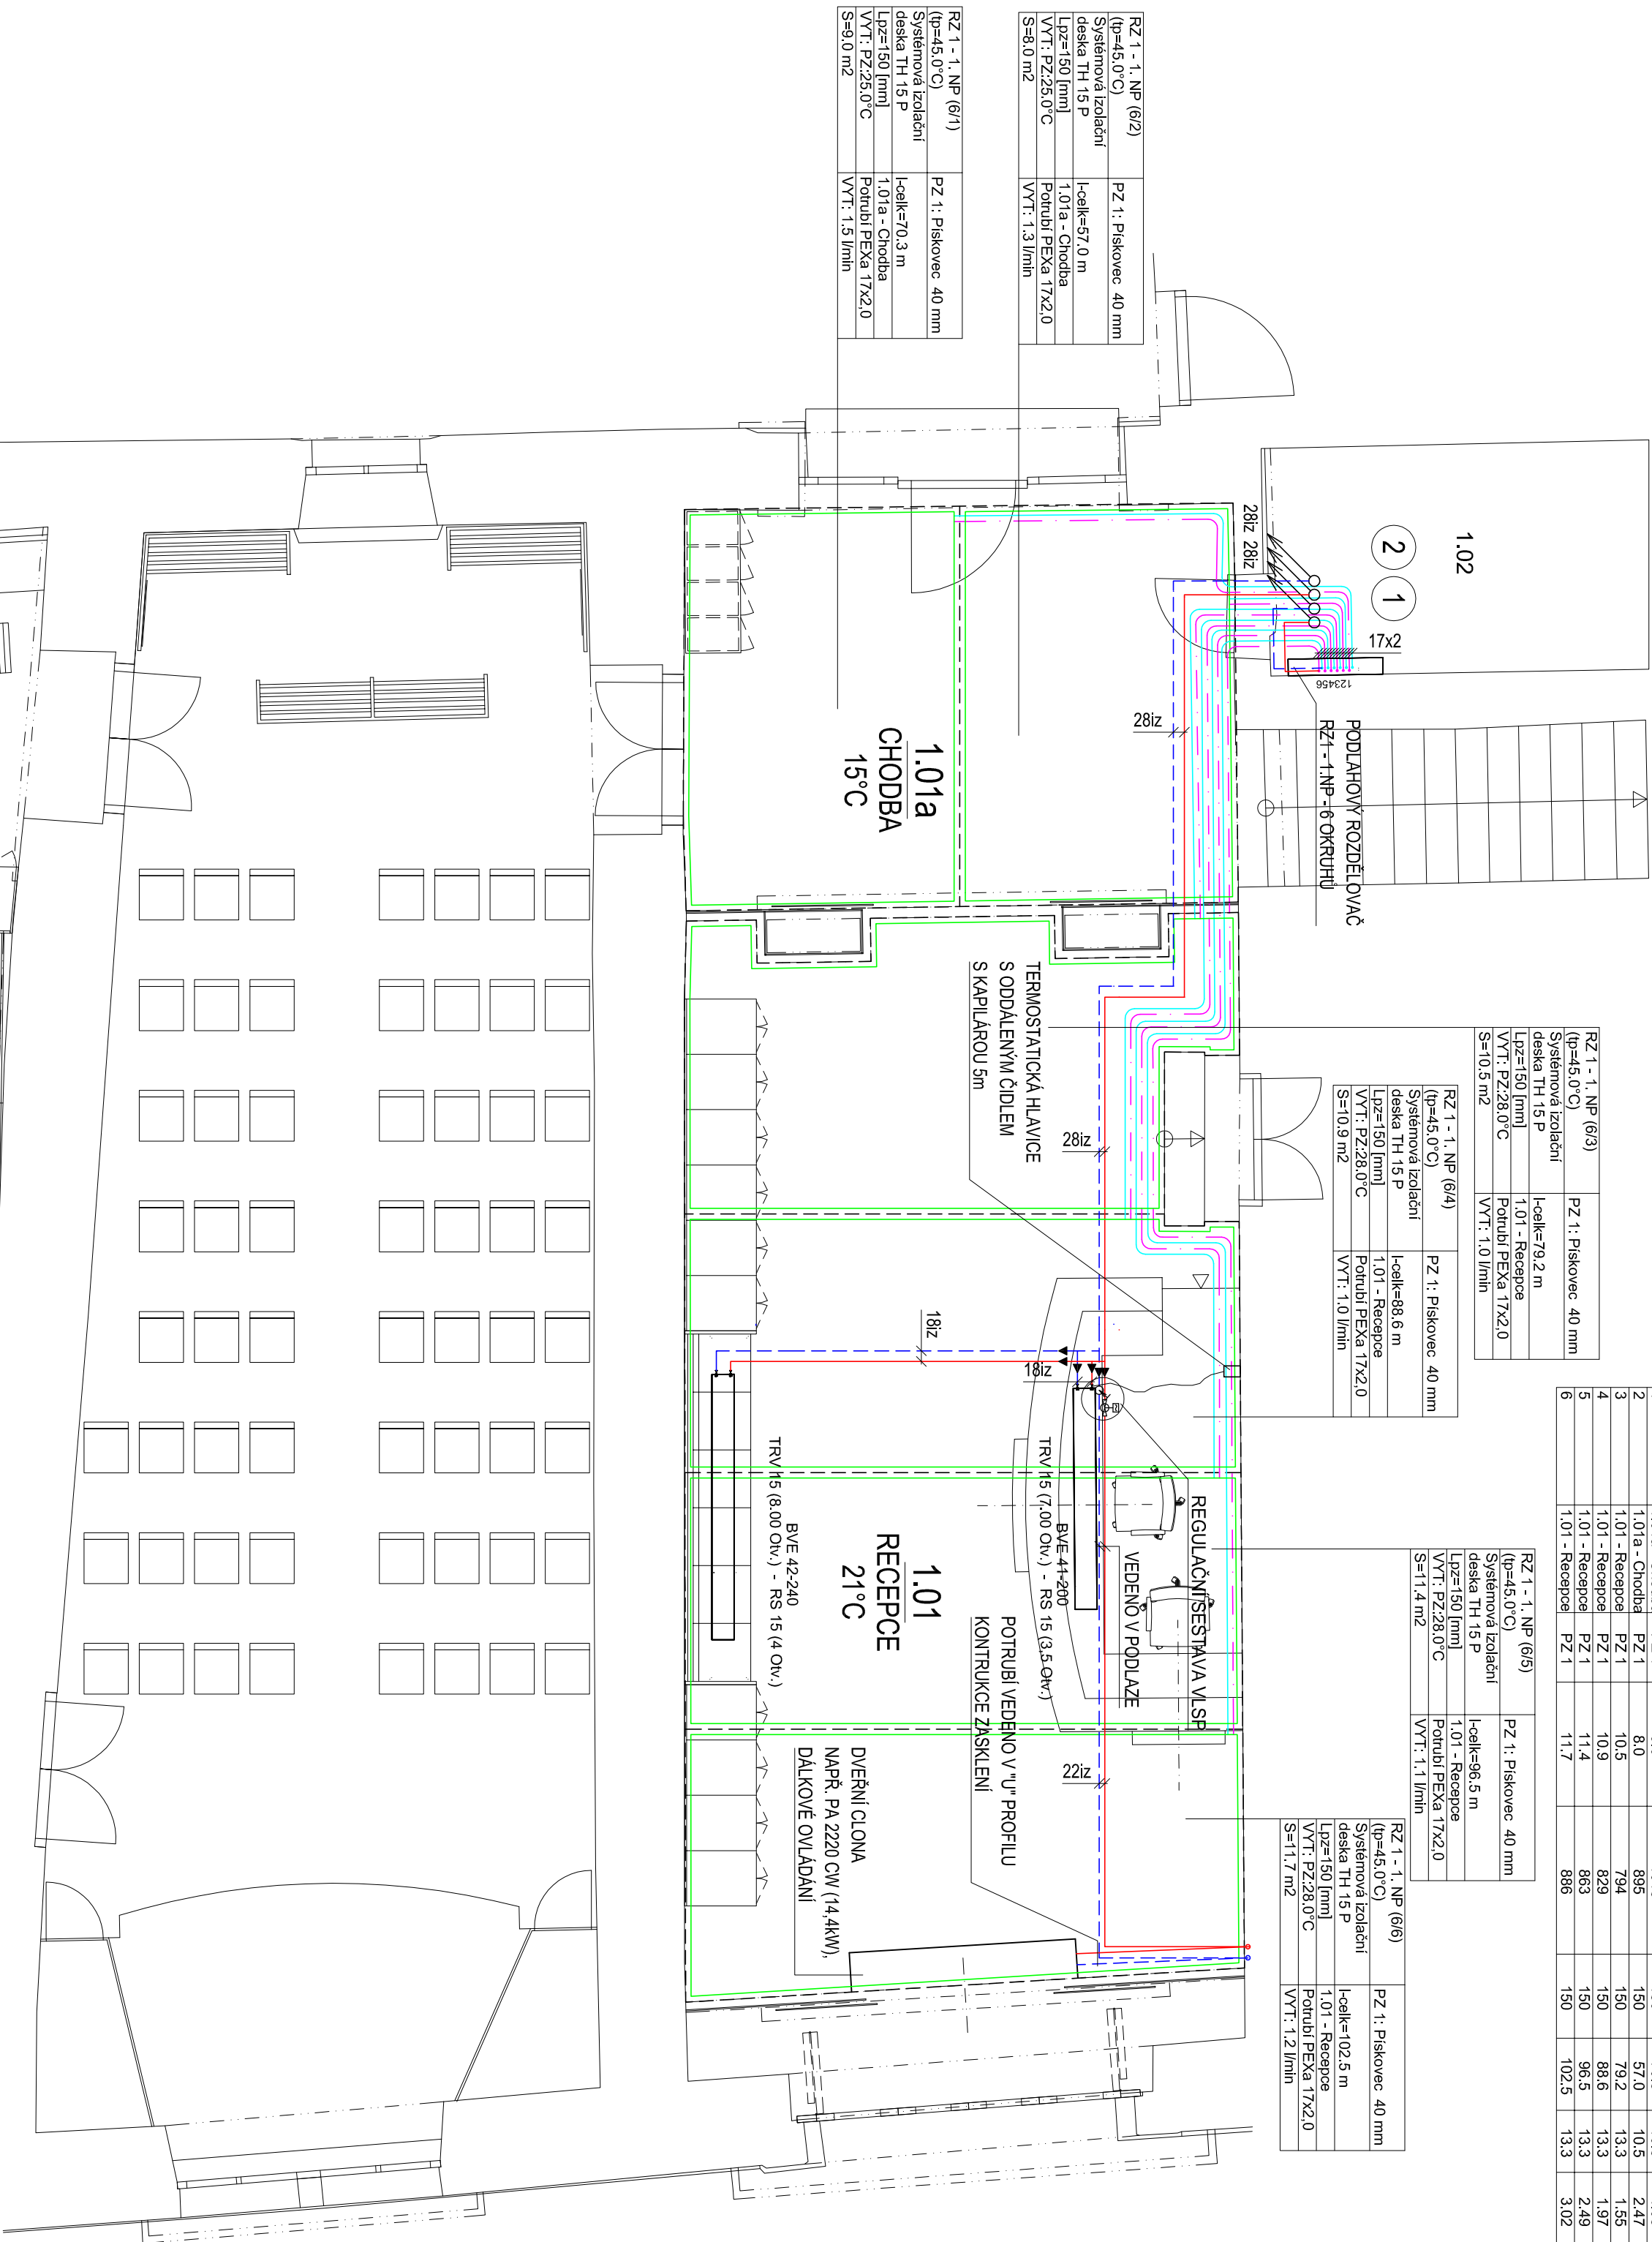 RZ 1 - 1. NP (6/1)
(tp=45.0°C)
PZ 1: Pískovec 40 mm
Systémová izolační
deska TH 15 P
l-celk=70.3 m
Lpz=150 [mm]
1.01a - Chodba
VYT: PZ:25.0°C
Potrubí PEXa 17x2,0
S=9.0 m2
VYT: 1.5 l/min
RZ 1 - 1. NP (6/2)
(tp=45.0°C)
PZ 1: Pískovec 40 mm
Systémová izolační
deska TH 15 P
l-celk=57.0 m
Lpz=150 [mm]
1.01a - Chodba
VYT: PZ:25.0°C
Potrubí PEXa 17x2,0
S=8.0 m2
VYT: 1.3 l/min
1.02
2
1
28iz 28iz
17x2
123456
PODLAHOVÝ ROZDĚLOVAČ
RZ1 - 1.NP - 6 OKRUHŮ
28iz
1.01a
CHODBA
15°C
TERMOSTATICKÁ HLAVICE
S ODDÁLENÝM ČIDLEM
S KAPILÁROU 5m
28iz
RZ 1 - 1. NP (6/3)
(tp=45.0°C)
PZ 1: Pískovec 40 mm
Systémová izolační
deska TH 15 P
l-celk=79.2 m
Lpz=150 [mm]
1.01 - Recepce
VYT: PZ:28.0°C
Potrubí PEXa 17x2,0
S=10.5 m2
VYT: 1.0 l/min
RZ 1 - 1. NP (6/4)
(tp=45.0°C)
PZ 1: Pískovec 40 mm
Systémová izolační
deska TH 15 P
l-celk=88.6 m
Lpz=150 [mm]
1.01 - Recepce
VYT: PZ:28.0°C
Potrubí PEXa 17x2,0
S=10.9 m2
VYT: 1.0 l/min
18iz
18iz
REGULAČNÍ SESTAVA VLSP
VEDENO V PODLAZE
BVE 41-200
TRV 15 (7.00 Otv.) - RS 15 (3,5 Otv.)
1.01
RECEPCE
21°C
BVE 42-240
TRV 15 (8.00 Otv.) - RS 15 (4 Otv.)
POTRUBÍ VEDENO V "U" PROFILU
KONTRUKCE ZASKLENÍ
22iz
DVEŘNÍ CLONA
NAPŘ. PA 2220 CW (14,4kW),
DÁLKOVÉ OVLÁDÁNÍ
RZ 1 - 1. NP (6/5)
(tp=45.0°C)
PZ 1: Pískovec 40 mm
Systémová izolační
deska TH 15 P
l-celk=96.5 m
Lpz=150 [mm]
1.01 - Recepce
VYT: PZ:28.0°C
Potrubí PEXa 17x2,0
S=11.4 m2
VYT: 1.1 l/min
RZ 1 - 1. NP (6/6)
(tp=45.0°C)
PZ 1: Pískovec 40 mm
Systémová izolační
deska TH 15 P
l-celk=102.5 m
Lpz=150 [mm]
1.01 - Recepce
VYT: PZ:28.0°C
Potrubí PEXa 17x2,0
S=11.7 m2
VYT: 1.2 l/min
2 1.01a - Chodba PZ 1 8.0 895 150 57.0 10.5 2.47
3 1.01 - Recepce PZ 1 10.5 794 150 79.2 13.3 1.55
4 1.01 - Recepce PZ 1 10.9 829 150 88.6 13.3 1.97
5 1.01 - Recepce PZ 1 11.4 863 150 96.5 13.3 2.49
6 1.01 - Recepce PZ 1 11.7 886 150 102.5 13.3 3.02